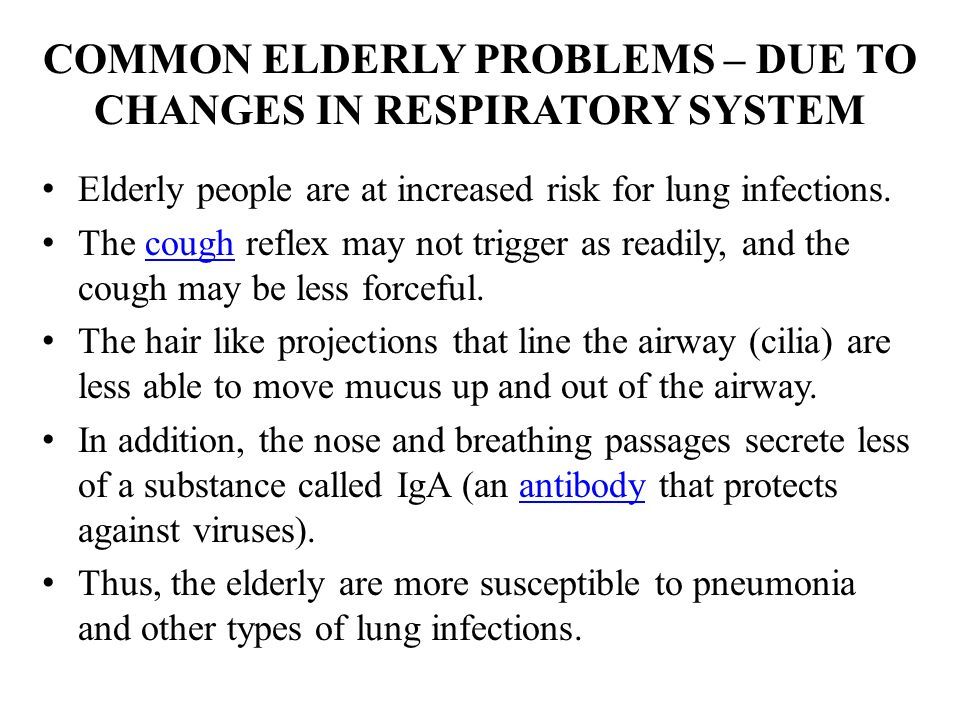 COMMON ELDERLY PROBLEMS – DUE TO
CHANGES IN RESPIRATORY SYSTEM
• Elderly people are at increased risk for lung infections.
• The cough reflex may not trigger as readily, and the
cough may be less forceful.
• The hair like projections that line the airway (cilia) are
less able to move mucus up and out of the airway.
• In addition, the nose and breathing passages secrete less
of a substance called IgA (an antibody that protects
against viruses).
• Thus, the elderly are more susceptible to pneumonia
and other types of lung infections.